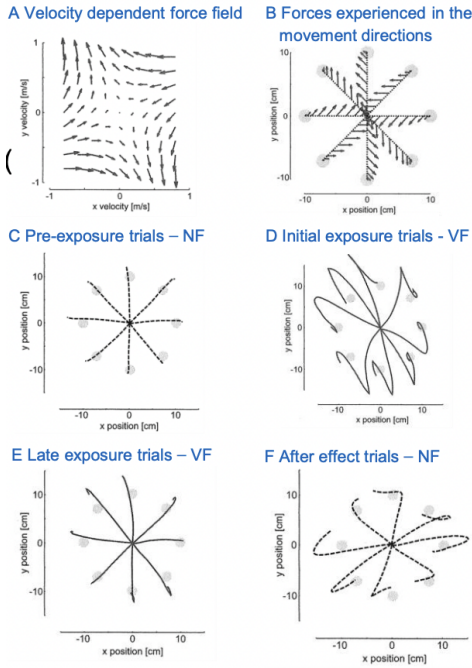 A Velocity dependent force field
B Forces experienced in the
movement directions
y velocity [m/s]
1
0
-1
-1
0
1
x velocity [m/s]
(
y position [cm]
10
0
-10
-10
0
10
x position [cm]
C Pre-exposure trials – NF
D Initial exposure trials - VF
y position [cm]
10
0
-10
-10
0
10
x position [cm]
y position [cm]
10
0
-10
-10
0
10
x position [cm]
E Late exposure trials – VF
F After effect trials – NF
y position [cm]
10
0
-10
-10
0
10
x position [cm]
y position [cm]
10
0
-10
-10
0
10
x position [cm]